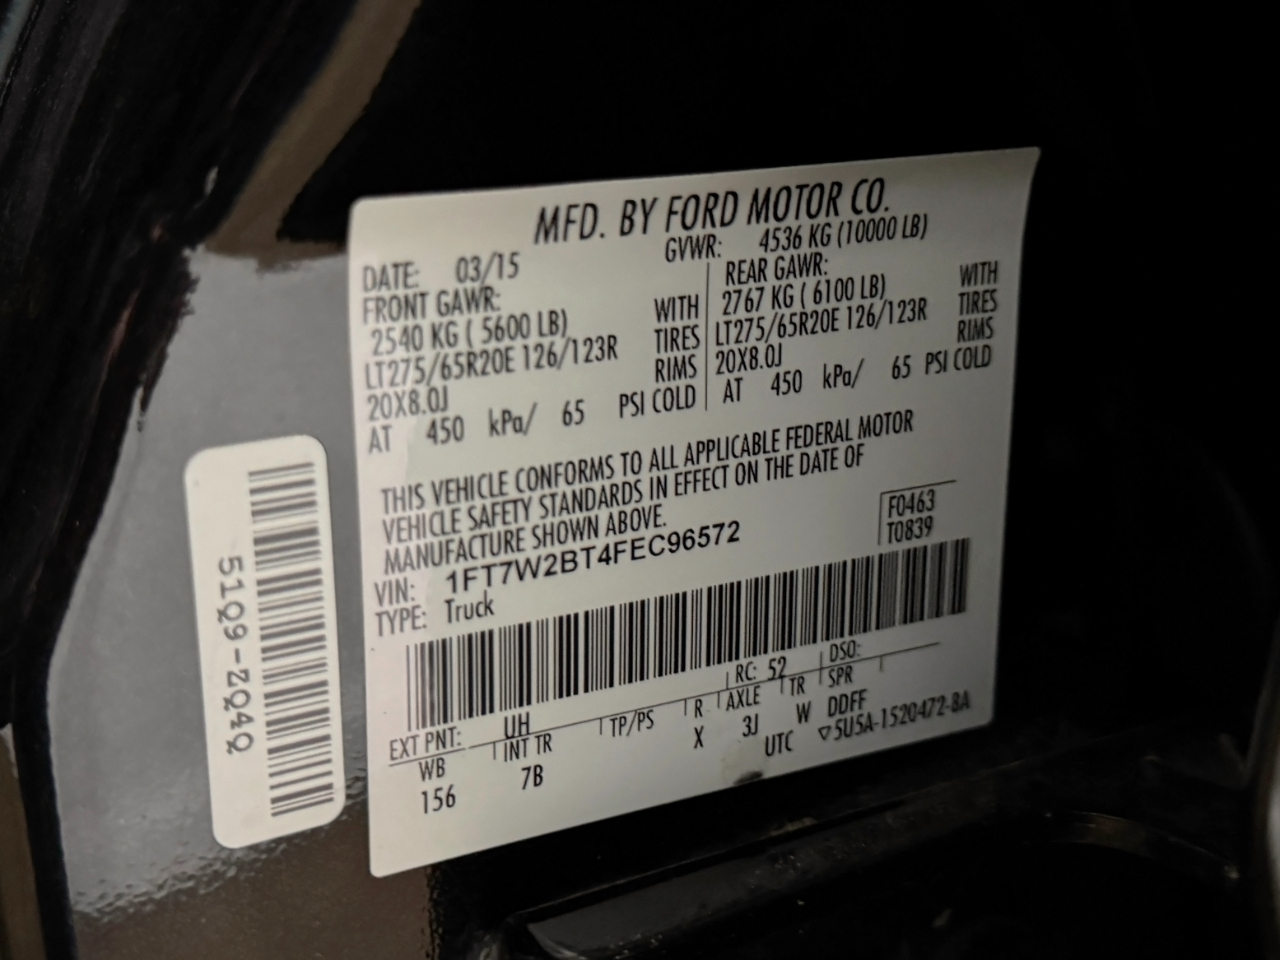 MFD. BY FORD MOTOR CO.
DATE: 03/15
GVWR: 4536 KG (10000 LB)
FRONT GAWR:
2540 KG ( 5600 LB)
WITH
LT275/65R20E 126/123R
TIRES
20X8.0J
RIMS
AT 450 kPa/ 65 PSI COLD
REAR GAWR:
2767 KG ( 6100 LB)
WITH
LT275/65R20E 126/123R
TIRES
20X8.0J
RIMS
AT 450 kPa/ 65 PSI COLD
THIS VEHICLE CONFORMS TO ALL APPLICABLE FEDERAL MOTOR
VEHICLE SAFETY STANDARDS IN EFFECT ON THE DATE OF
MANUFACTURE SHOWN ABOVE.
F0463
T0839
VIN: 1FT7W2BT4FEC96572
TYPE: Truck
EXT PNT: UH RC: 52 DSO:
WB INT TR TP/PS R AXLE TR SPR
156 7B X 3J W DDFF
UTC ▽5U5A-1520472-BA
51Q9-ZQ4Q